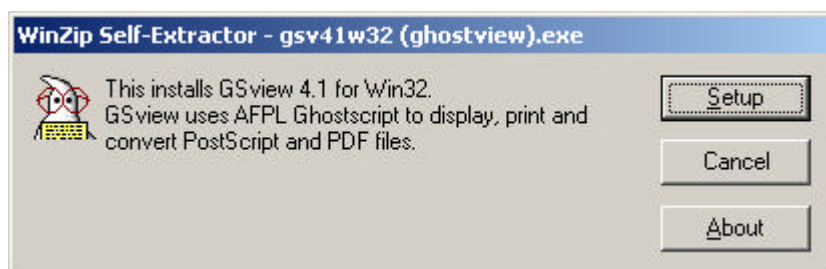 WinZip Self-Extractor - gsv41w32 (ghostview).exe
This installs GSview 4.1 for Win32.
GSview uses AFPL Ghostscript to display, print and
convert PostScript and PDF files.
Setup
Cancel
About